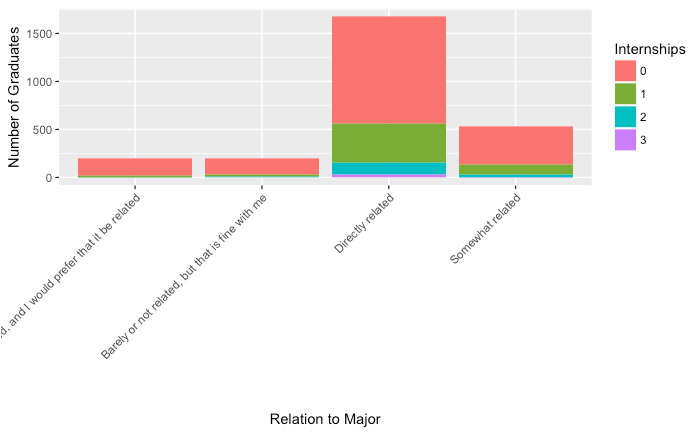 Number of Graduates
1500
1000
500
0
Internships
0
1
2
3
, and I would prefer that it be related
Barely or not related, but that is fine with me
Directly related
Somewhat related
Relation to Major